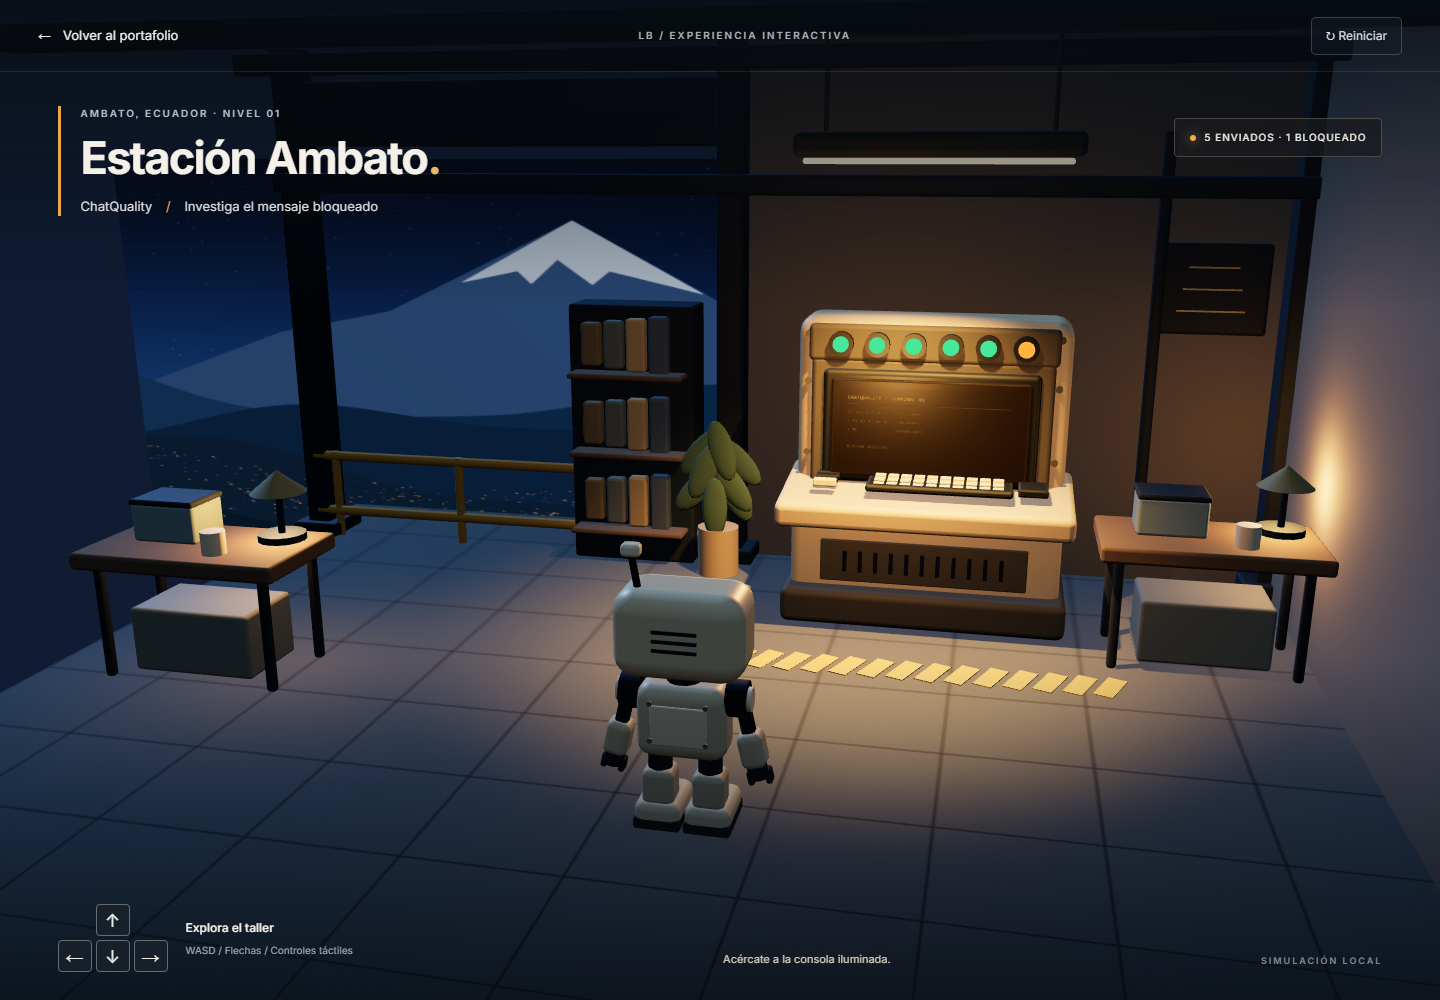 ← Volver al portafolio
LB / EXPERIENCIA INTERACTIVA
↻ Reiniciar
AMBATO, ECUADOR · NIVEL 01
Estación Ambato.
ChatQuality / Investiga el mensaje bloqueado
5 ENVIADOS · 1 BLOQUEADO
↑
← ↓ →
Explora el taller
WASD / Flechas / Controles táctiles
Acércate a la consola iluminada.
SIMULACIÓN LOCAL